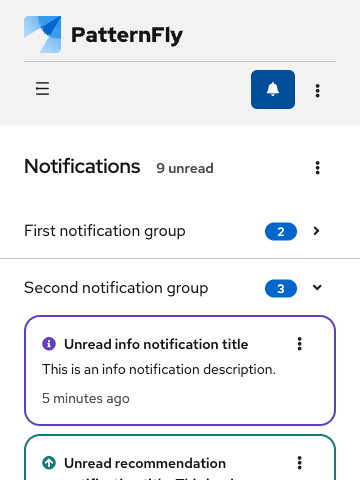 PatternFly
Notifications 9 unread
First notification group 2
Second notification group 3
Unread info notification title
This is an info notification description.
5 minutes ago
Unread recommendation